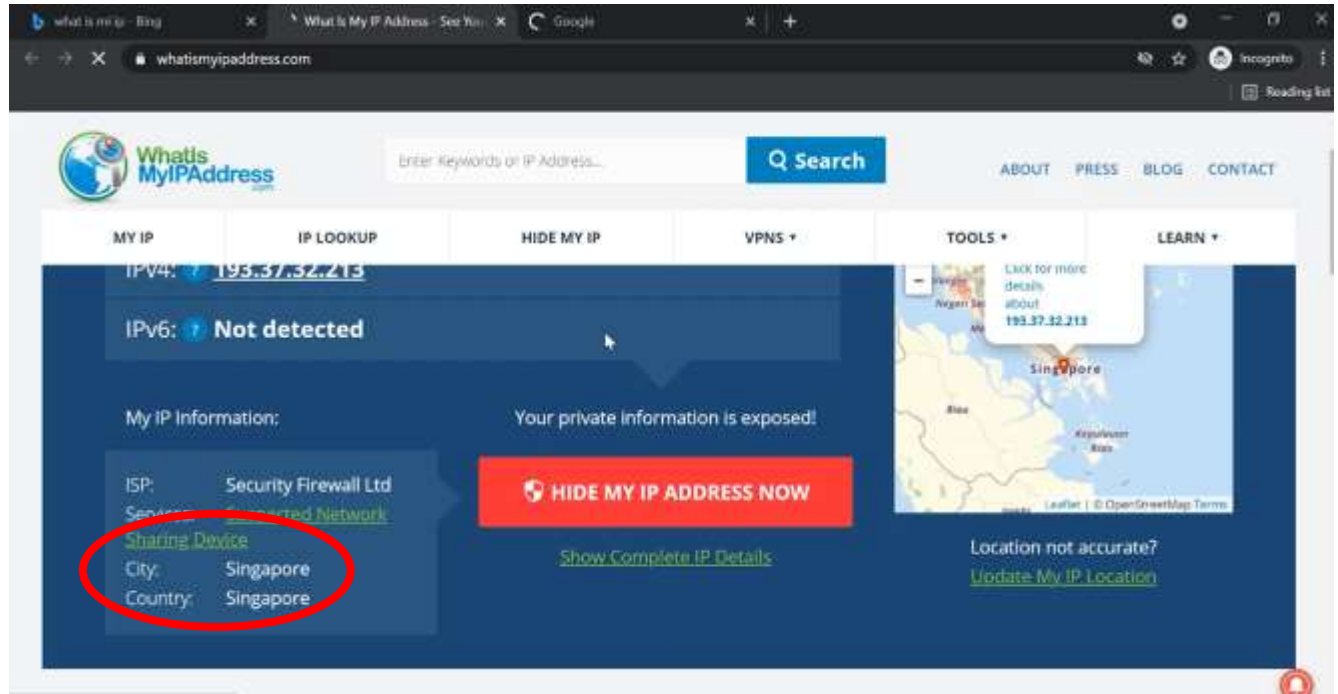 what is mi ip - Bing
What Is My IP Address - See You
Google
whatismyipaddress.com
Incognito
Reading list
WhatIs
MyIPAddress
.com
Enter Keywords or IP Address...
Search
ABOUT PRESS BLOG CONTACT
MY IP IP LOOKUP HIDE MY IP VPNS TOOLS LEARN
IPv4: ? 193.37.32.213
IPv6: ? Not detected
Click for more
details
about
193.37.32.213
Singapore
Riau
Kepulauan
Riau
Leaflet | © OpenStreetMap Terms
My IP Information:
ISP: Security Firewall Ltd
Services: Suspected Network
Sharing Device
City: Singapore
Country: Singapore
Your private information is exposed!
HIDE MY IP ADDRESS NOW
Show Complete IP Details
Location not accurate?
Update My IP Location